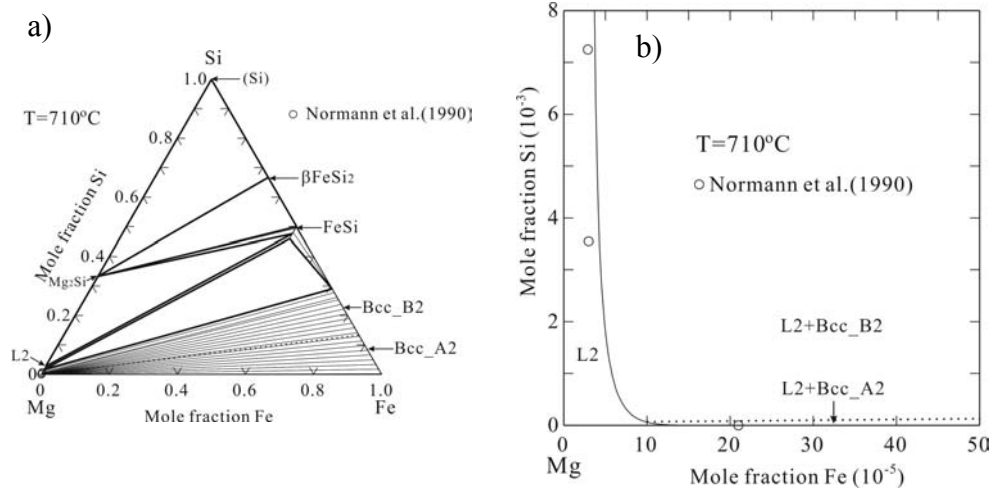 a)
Si
1.0
(Si)
T=710°C
Normann et al.(1990)
0.8
βFeSi2
0.6
Mole fraction Si
FeSi
0.4
Mg2Si
Bcc_B2
0.2
Bcc_A2
L2
0
0 0.2 0.4 0.6 0.8 1.0
Mg Mole fraction Fe Fe
b)
8
6
4
2
0
Mole fraction Si (10-3)
T=710°C
Normann et al.(1990)
L2+Bcc_B2
L2
L2+Bcc_A2
0 10 20 30 40 50
Mg
Mole fraction Fe (10-5)